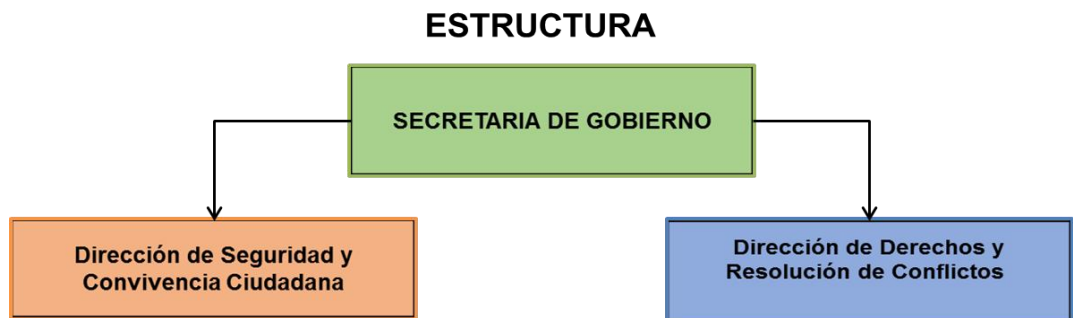 ESTRUCTURA
SECRETARIA DE GOBIERNO
Dirección de Seguridad y
Convivencia Ciudadana
Dirección de Derechos y
Resolución de Conflictos